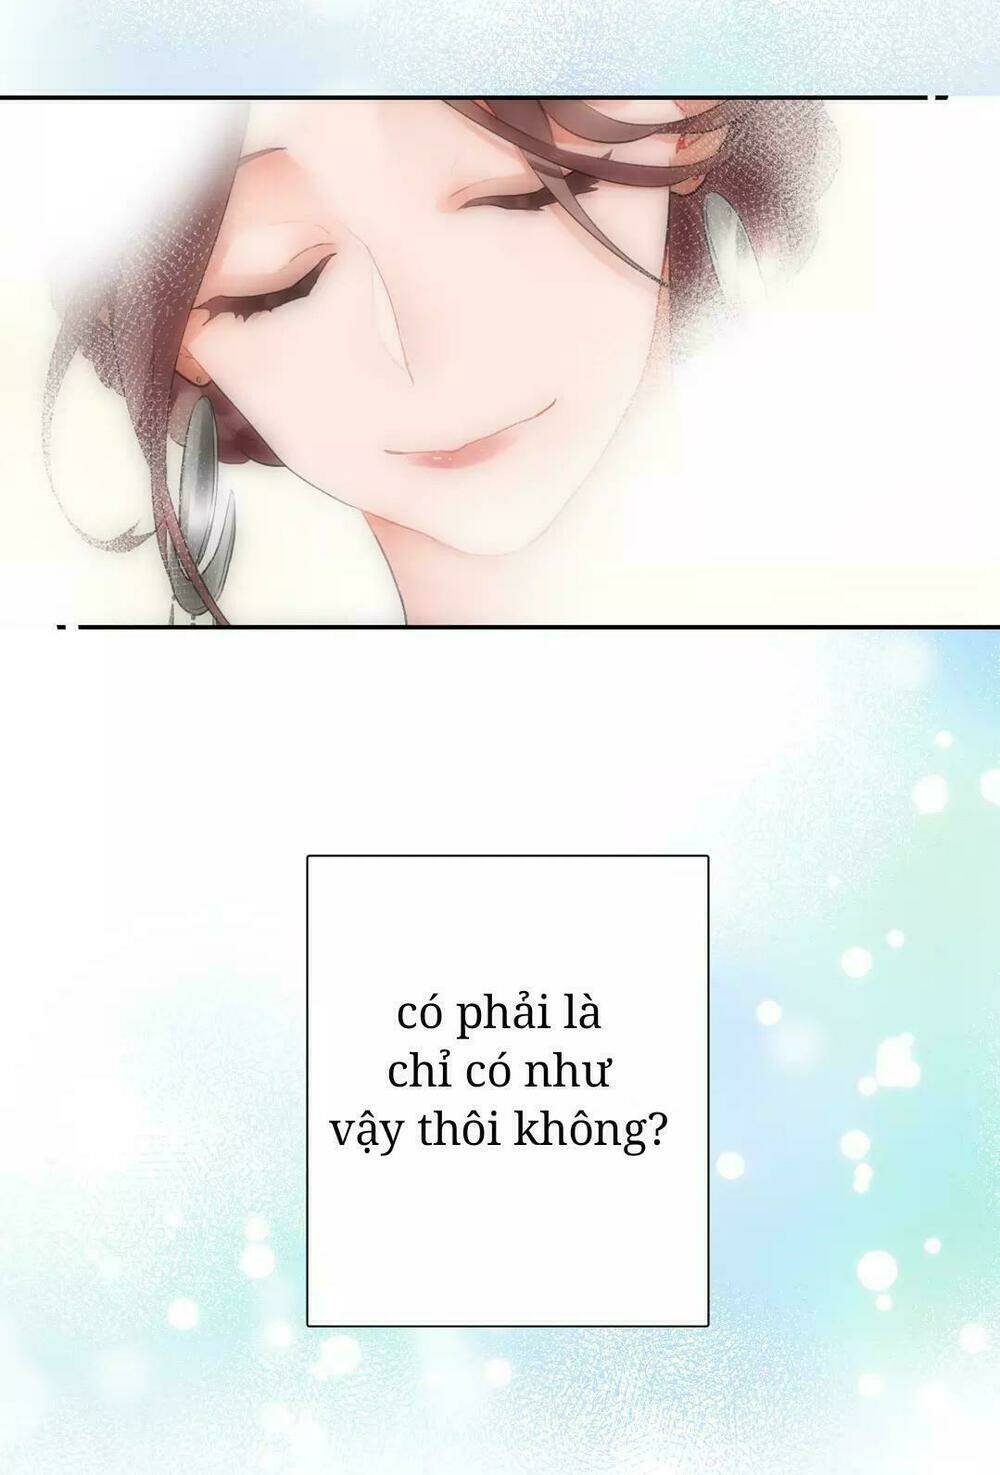 có phải là
chỉ có như
vậy thôi không?